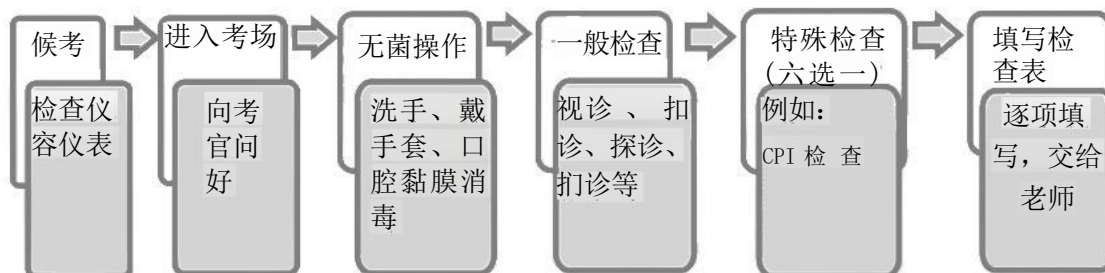 候考
检查仪
容仪表
进入考场
向考
官问
好
无菌操作
洗手、戴
手套、口
腔黏膜消
毒
一般检查
视诊、扣
诊、探诊、
扪诊等
特殊检查
(六选一)
例如:
CPI 检 查
填写检
查表
逐项填
写，交给
老师